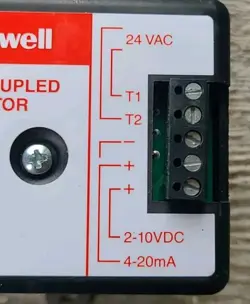 well
24 VAC
UPLED
TOR
T1
T2
–
+
+
2-10VDC
4-20mA